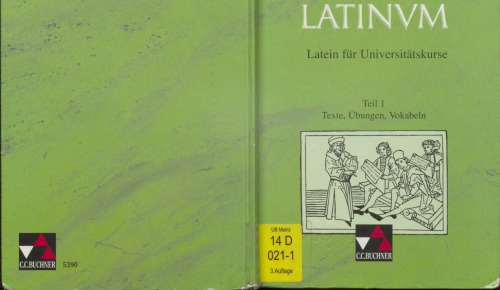 LATINVM
Latein für Universitätskurse
Teil 1
Texte, Übungen, Vokabeln
UB Mainz
14 D
021-1
3.Auflage
C.C.BUCHNER
5390
C.C.BUCHNER